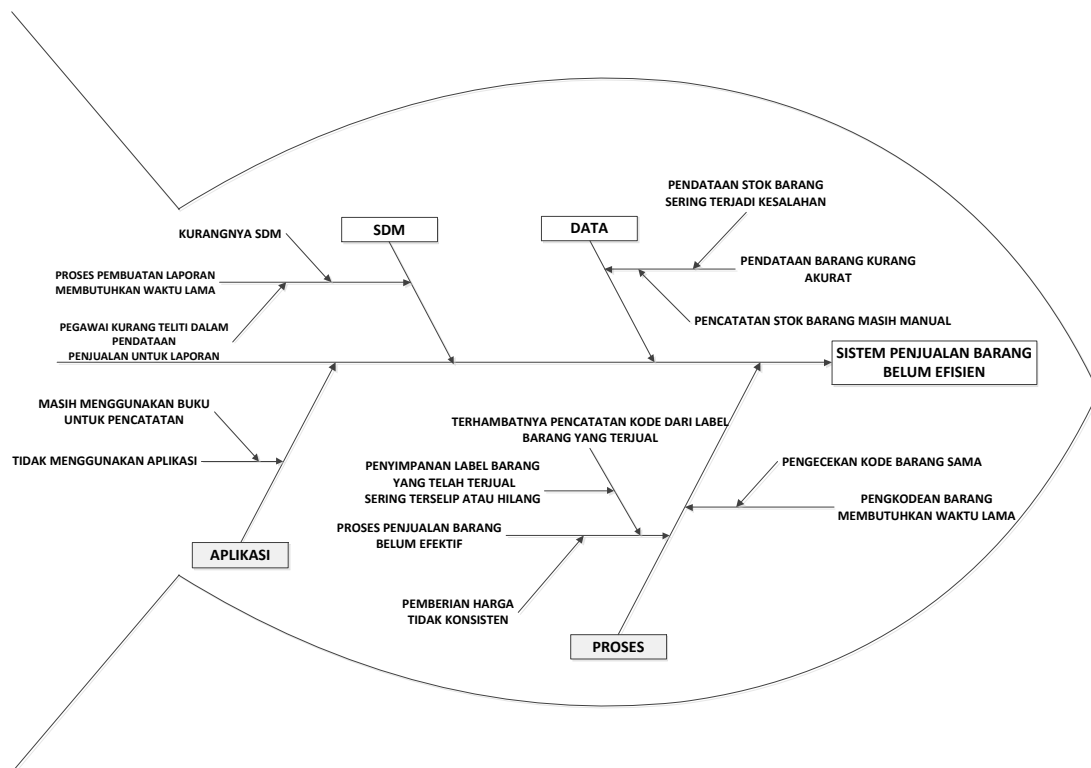 PENDATAAN STOK BARANG
SERING TERJADI KESALAHAN
SDM
DATA
KURANGNYA SDM
PENDATAAN BARANG KURANG
AKURAT
PROSES PEMBUATAN LAPORAN
MEMBUTUHKAN WAKTU LAMA
PENCATATAN STOK BARANG MASIH MANUAL
PEGAWAI KURANG TELITI DALAM
PENDATAAN
PENJUALAN UNTUK LAPORAN
SISTEM PENJUALAN BARANG
BELUM EFISIEN
MASIH MENGGUNAKAN BUKU
UNTUK PENCATATAN
TERHAMBATNYA PENCATATAN KODE DARI LABEL
BARANG YANG TERJUAL
TIDAK MENGGUNAKAN APLIKASI
PENYIMPANAN LABEL BARANG
YANG TELAH TERJUAL
SERING TERSELIP ATAU HILANG
PENGECEKAN KODE BARANG SAMA
PENGKODEAN BARANG
MEMBUTUHKAN WAKTU LAMA
PROSES PENJUALAN BARANG
BELUM EFEKTIF
APLIKASI
PEMBERIAN HARGA
TIDAK KONSISTEN
PROSES